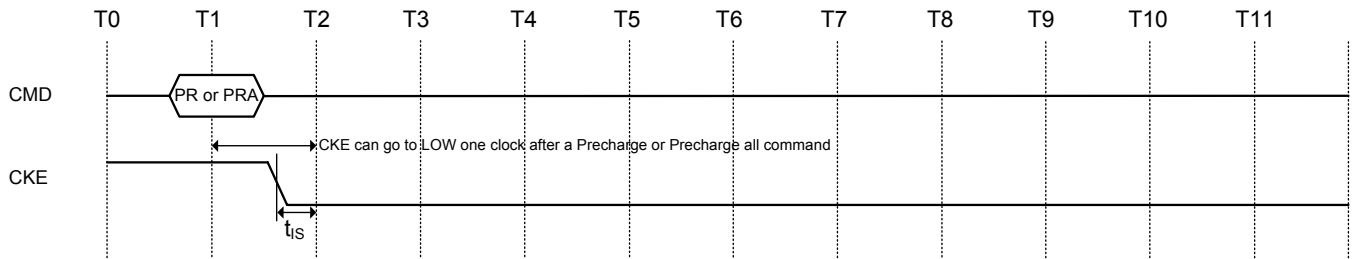 T0 T1 T2 T3 T4 T5 T6 T7 T8 T9 T10 T11
CMD
PR or PRA
CKE can go to LOW one clock after a Precharge or Precharge all command
CKE
tIS